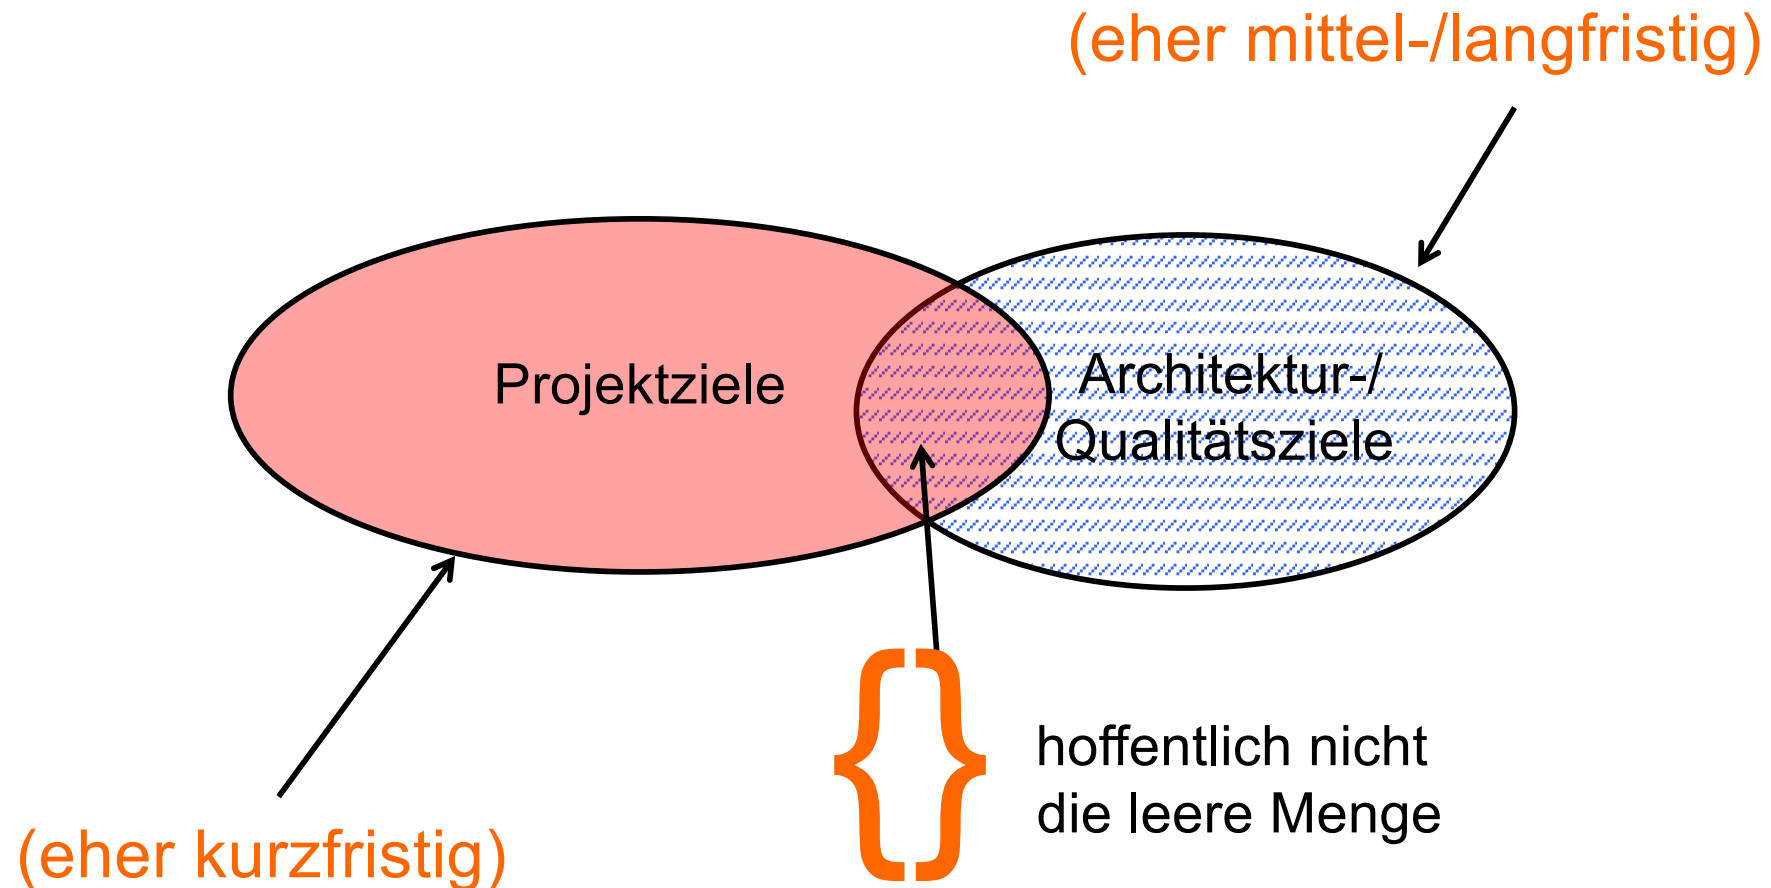 (eher mittel-/langfristig)
Projektziele
Architektur-/
Qualitätsziele
{}
hoffentlich nicht
die leere Menge
(eher kurzfristig)